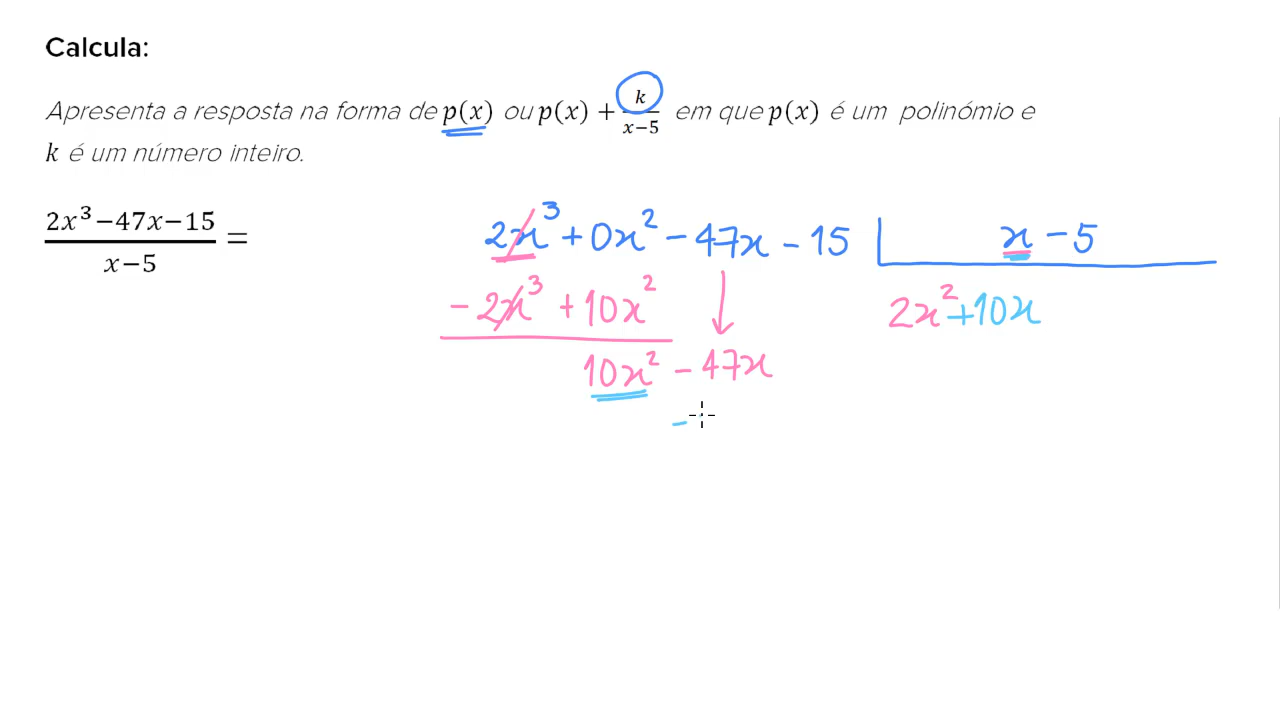 Calcula:
Apresenta a resposta na forma de p(x) ou p(x) + k/(x−5) em que p(x) é um polinómio e
k é um número inteiro.
(2x³−47x−15)/(x−5) =
2x³ + 0x² − 47x − 15 | x − 5
− 2x³ + 10x² 2x² + 10x
10x² − 47x
−